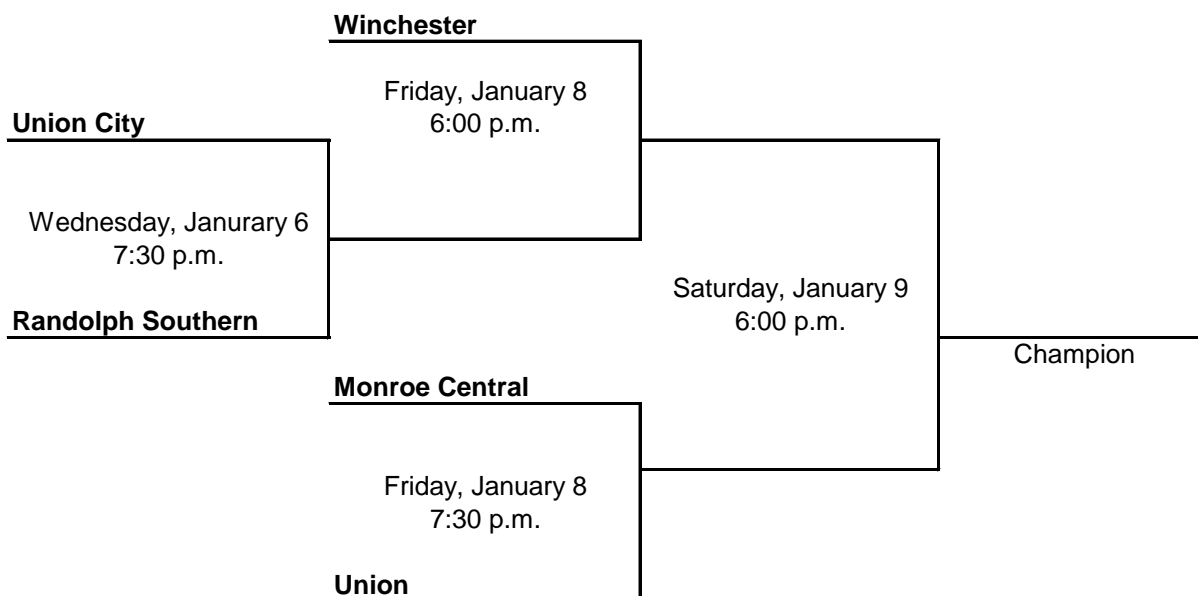 Winchester
Friday, January 8
6:00 p.m.
Union City
Wednesday, Janurary 6
7:30 p.m.
Randolph Southern
Saturday, January 9
6:00 p.m.
Champion
Monroe Central
Friday, January 8
7:30 p.m.
Union